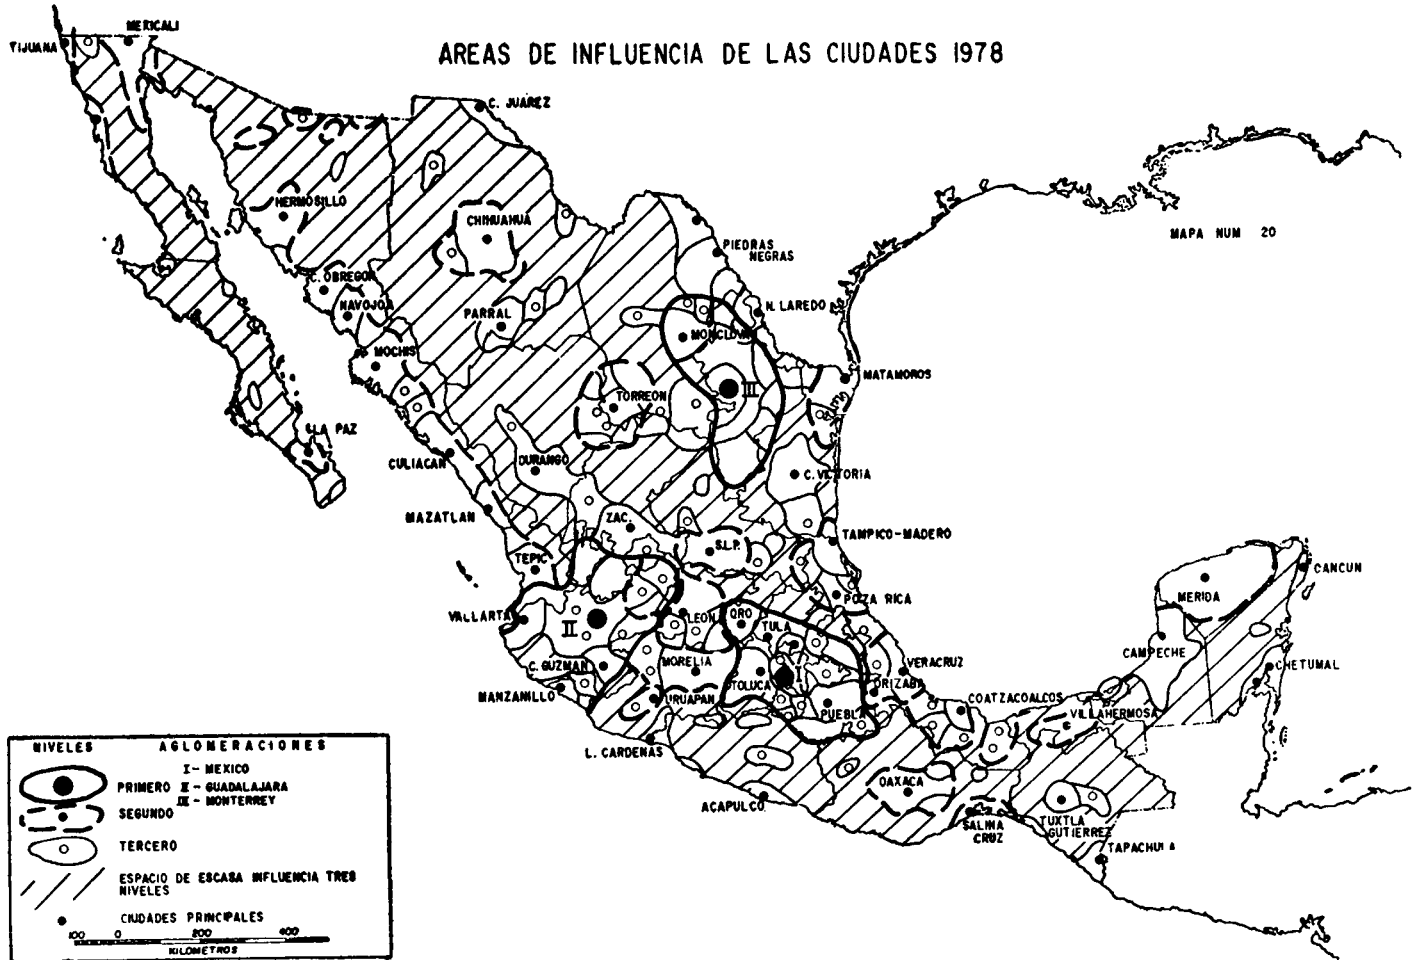 AREAS DE INFLUENCIA DE LAS CIUDADES 1978
MAPA NUM 20
TIJUANA
MEXICALI
C. JUAREZ
HERMOSILLO
CHIHUAHUA
PIEDRAS
NEGRAS
C. OBREGON
NAVOJOA
PARRAL
N. LAREDO
MONCLOVA
MOCHIS
MATAMOROS
III
TORREON
LA PAZ
CULIACAN
DURANGO
C. VICTORIA
MAZATLAN
ZAC.
TAMPICO-MADERO
S.L.P.
TEPIC
CANCUN
MERIDA
POZA RICA
VALLARTA
II
LEON
QRO
TULA
CAMPECHE
CHETUMAL
C. GUZMAN
MORELIA
TOLUCA
I
VERACRUZ
ORIZABA
MANZANILLO
URUAPAN
PUEBLA
COATZACOALCOS
VILLAHERMOSA
L. CARDENAS
OAXACA
ACAPULCO
SALINA
CRUZ
TUXTLA
GUTIERREZ
TAPACHULA
NIVELES AGLOMERACIONES
I- MEXICO
PRIMERO II - GUADALAJARA
III - MONTERREY
SEGUNDO
TERCERO
ESPACIO DE ESCASA INFLUENCIA TRES
NIVELES
CIUDADES PRINCIPALES
100 0 200 400
KILOMETROS